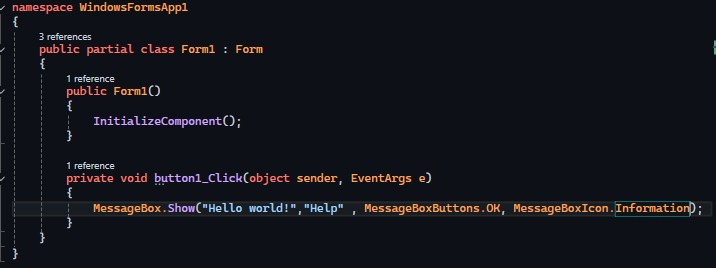 namespace WindowsFormsApp1
{
3 references
public partial class Form1 : Form
{
1 reference
public Form1()
{
InitializeComponent();
}
1 reference
private void button1_Click(object sender, EventArgs e)
{
MessageBox.Show("Hello world!","Help" , MessageBoxButtons.OK, MessageBoxIcon.Information);
}
}
}